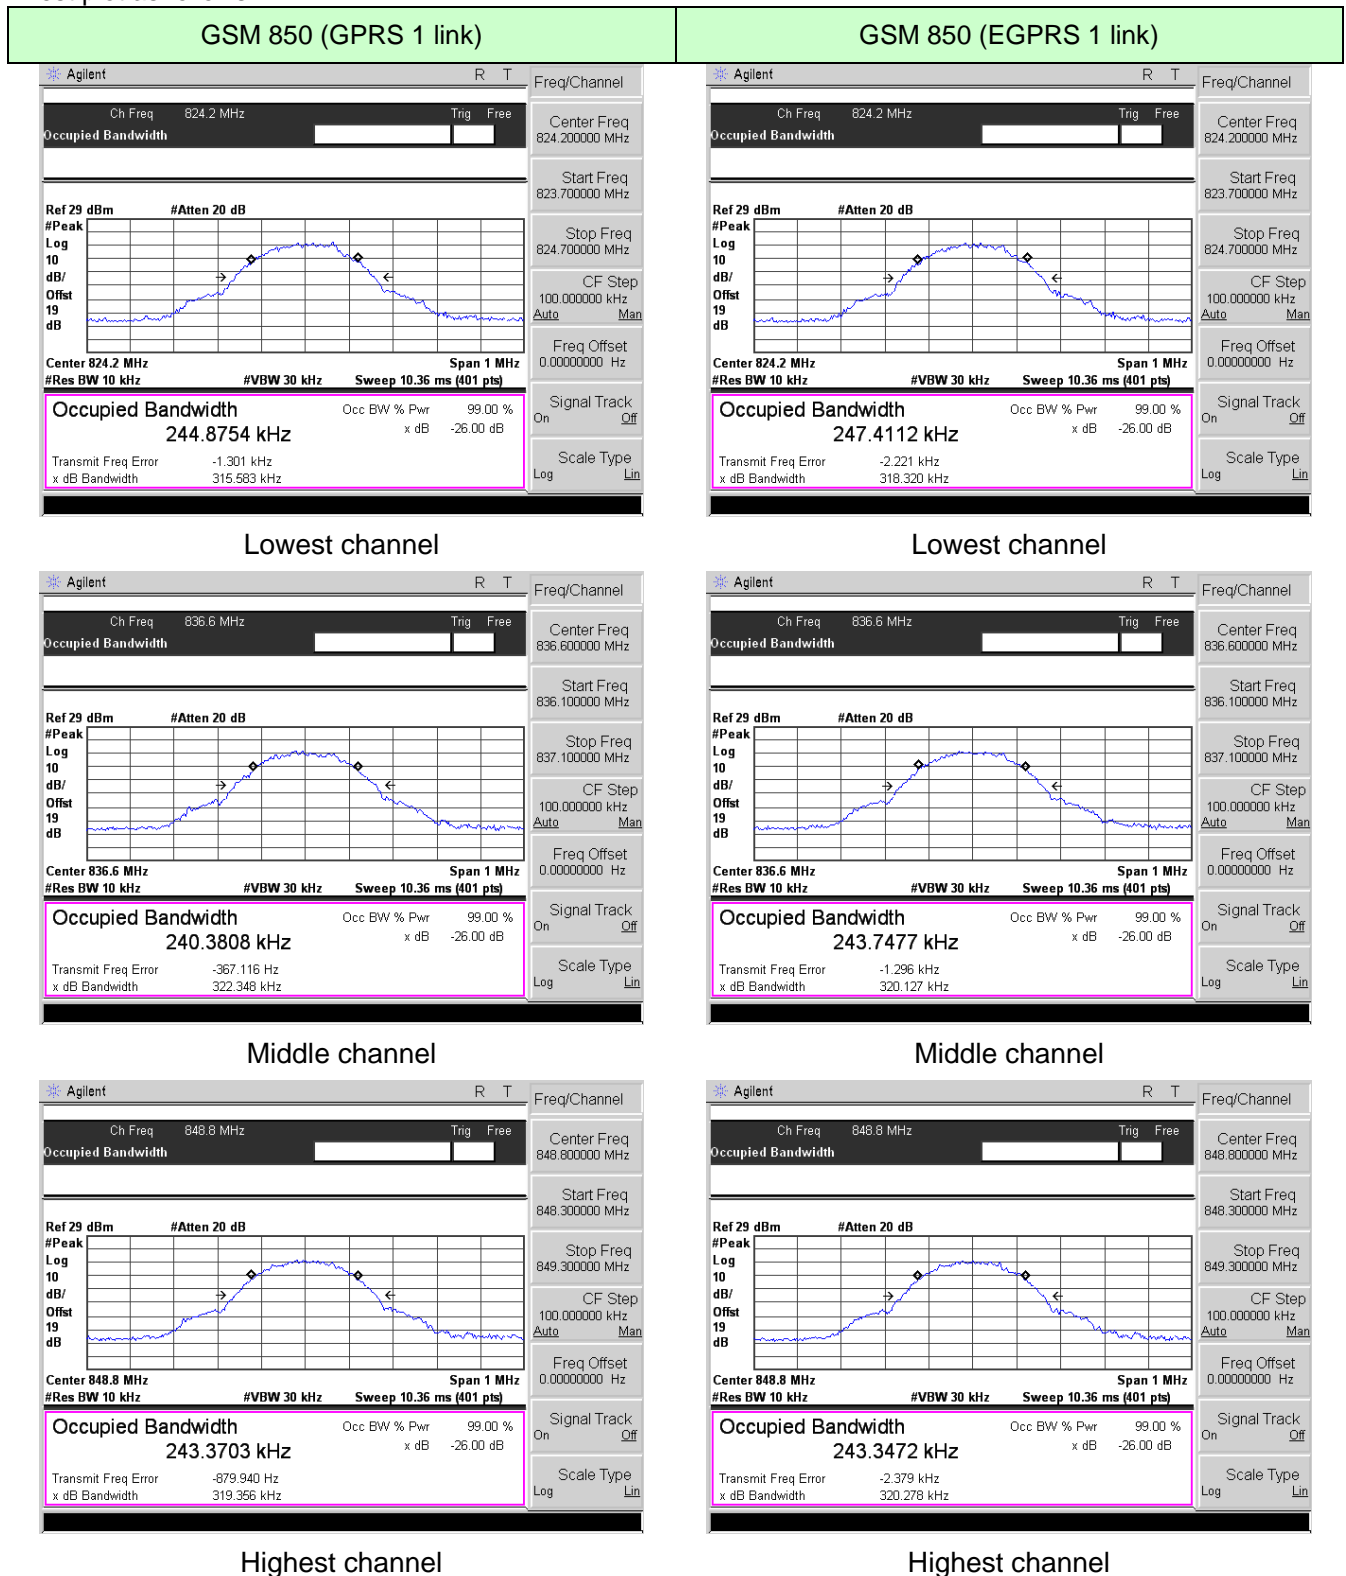 GSM 850 (GPRS 1 link)
GSM 850 (EGPRS 1 link)
Agilent R T
Freq/Channel
Ch Freq 824.2 MHz Trig Free
Occupied Bandwidth
Center Freq
824.200000 MHz
Start Freq
823.700000 MHz
Stop Freq
824.700000 MHz
CF Step
100.000000 kHz
Auto Man
Freq Offset
0.00000000 Hz
Signal Track
On Off
Scale Type
Log Lin
Ref 29 dBm #Atten 20 dB
#Peak
Log
10
dB/
Offst
19
dB
Center 824.2 MHz Span 1 MHz
#Res BW 10 kHz #VBW 30 kHz Sweep 10.36 ms (401 pts)
Occupied Bandwidth Occ BW % Pwr 99.00 %
244.8754 kHz x dB -26.00 dB
Transmit Freq Error -1.301 kHz
x dB Bandwidth 315.583 kHz
Lowest channel
Agilent R T
Freq/Channel
Ch Freq 824.2 MHz Trig Free
Occupied Bandwidth
Center Freq
824.200000 MHz
Start Freq
823.700000 MHz
Stop Freq
824.700000 MHz
CF Step
100.000000 kHz
Auto Man
Freq Offset
0.00000000 Hz
Signal Track
On Off
Scale Type
Log Lin
Ref 29 dBm #Atten 20 dB
#Peak
Log
10
dB/
Offst
19
dB
Center 824.2 MHz Span 1 MHz
#Res BW 10 kHz #VBW 30 kHz Sweep 10.36 ms (401 pts)
Occupied Bandwidth Occ BW % Pwr 99.00 %
247.4112 kHz x dB -26.00 dB
Transmit Freq Error -2.221 kHz
x dB Bandwidth 318.320 kHz
Lowest channel
Agilent R T
Freq/Channel
Ch Freq 836.6 MHz Trig Free
Occupied Bandwidth
Center Freq
836.600000 MHz
Start Freq
836.100000 MHz
Stop Freq
837.100000 MHz
CF Step
100.000000 kHz
Auto Man
Freq Offset
0.00000000 Hz
Signal Track
On Off
Scale Type
Log Lin
Ref 29 dBm #Atten 20 dB
#Peak
Log
10
dB/
Offst
19
dB
Center 836.6 MHz Span 1 MHz
#Res BW 10 kHz #VBW 30 kHz Sweep 10.36 ms (401 pts)
Occupied Bandwidth Occ BW % Pwr 99.00 %
240.3808 kHz x dB -26.00 dB
Transmit Freq Error -367.116 Hz
x dB Bandwidth 322.348 kHz
Middle channel
Agilent R T
Freq/Channel
Ch Freq 836.6 MHz Trig Free
Occupied Bandwidth
Center Freq
836.600000 MHz
Start Freq
836.100000 MHz
Stop Freq
837.100000 MHz
CF Step
100.000000 kHz
Auto Man
Freq Offset
0.00000000 Hz
Signal Track
On Off
Scale Type
Log Lin
Ref 29 dBm #Atten 20 dB
#Peak
Log
10
dB/
Offst
19
dB
Center 836.6 MHz Span 1 MHz
#Res BW 10 kHz #VBW 30 kHz Sweep 10.36 ms (401 pts)
Occupied Bandwidth Occ BW % Pwr 99.00 %
243.7477 kHz x dB -26.00 dB
Transmit Freq Error -1.296 kHz
x dB Bandwidth 320.127 kHz
Middle channel
Agilent R T
Freq/Channel
Ch Freq 848.8 MHz Trig Free
Occupied Bandwidth
Center Freq
848.800000 MHz
Start Freq
848.300000 MHz
Stop Freq
849.300000 MHz
CF Step
100.000000 kHz
Auto Man
Freq Offset
0.00000000 Hz
Signal Track
On Off
Scale Type
Log Lin
Ref 29 dBm #Atten 20 dB
#Peak
Log
10
dB/
Offst
19
dB
Center 848.8 MHz Span 1 MHz
#Res BW 10 kHz #VBW 30 kHz Sweep 10.36 ms (401 pts)
Occupied Bandwidth Occ BW % Pwr 99.00 %
243.3703 kHz x dB -26.00 dB
Transmit Freq Error -879.940 Hz
x dB Bandwidth 319.356 kHz
Highest channel
Agilent R T
Freq/Channel
Ch Freq 848.8 MHz Trig Free
Occupied Bandwidth
Center Freq
848.800000 MHz
Start Freq
848.300000 MHz
Stop Freq
849.300000 MHz
CF Step
100.000000 kHz
Auto Man
Freq Offset
0.00000000 Hz
Signal Track
On Off
Scale Type
Log Lin
Ref 29 dBm #Atten 20 dB
#Peak
Log
10
dB/
Offst
19
dB
Center 848.8 MHz Span 1 MHz
#Res BW 10 kHz #VBW 30 kHz Sweep 10.36 ms (401 pts)
Occupied Bandwidth Occ BW % Pwr 99.00 %
243.3472 kHz x dB -26.00 dB
Transmit Freq Error -2.379 kHz
x dB Bandwidth 320.278 kHz
Highest channel